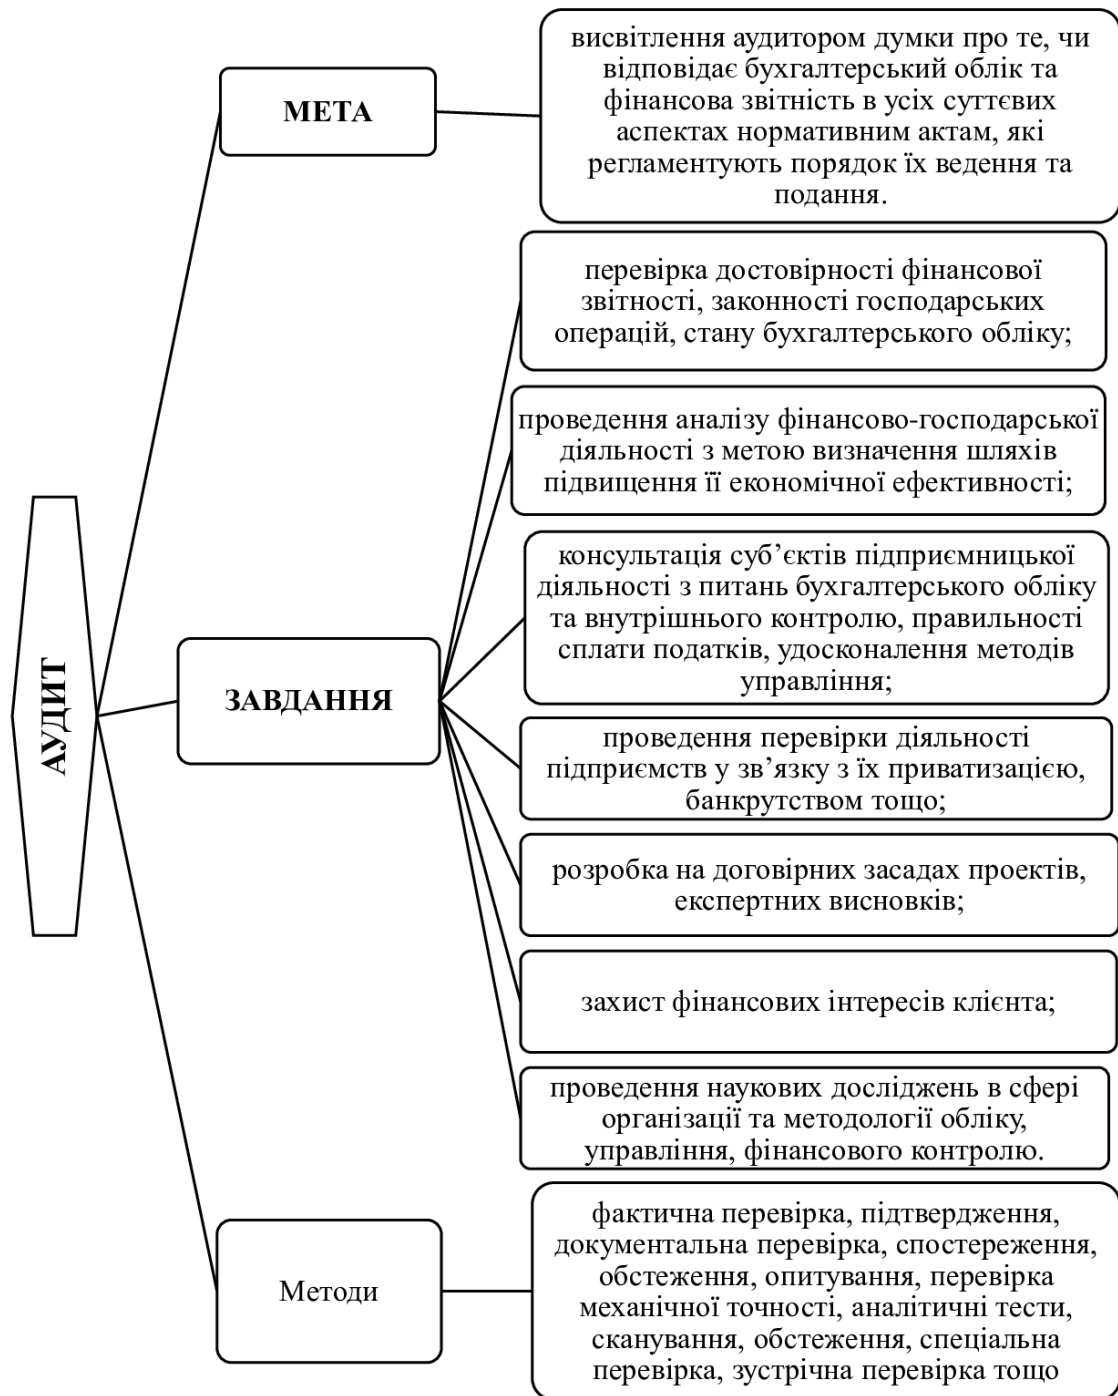 АУДИТ
МЕТА
висвітлення аудитором думки про те, чи
відповідає бухгалтерський облік та
фінансова звітність в усіх суттєвих
аспектах нормативним актам, які
регламентують порядок їх ведення та
подання.
ЗАВДАННЯ
перевірка достовірності фінансової
звітності, законності господарських
операцій, стану бухгалтерського обліку;
проведення аналізу фінансово-господарської
діяльності з метою визначення шляхів
підвищення її економічної ефективності;
консультація суб’єктів підприємницької
діяльності з питань бухгалтерського обліку
та внутрішнього контролю, правильності
сплати податків, удосконалення методів
управління;
проведення перевірки діяльності
підприємств у зв’язку з їх приватизацією,
банкрутством тощо;
розробка на договірних засадах проектів,
експертних висновків;
захист фінансових інтересів клієнта;
проведення наукових досліджень в сфері
організації та методології обліку,
управління, фінансового контролю.
Методи
фактична перевірка, підтвердження,
документальна перевірка, спостереження,
обстеження, опитування, перевірка
механічної точності, аналітичні тести,
сканування, обстеження, спеціальна
перевірка, зустрічна перевірка тощо